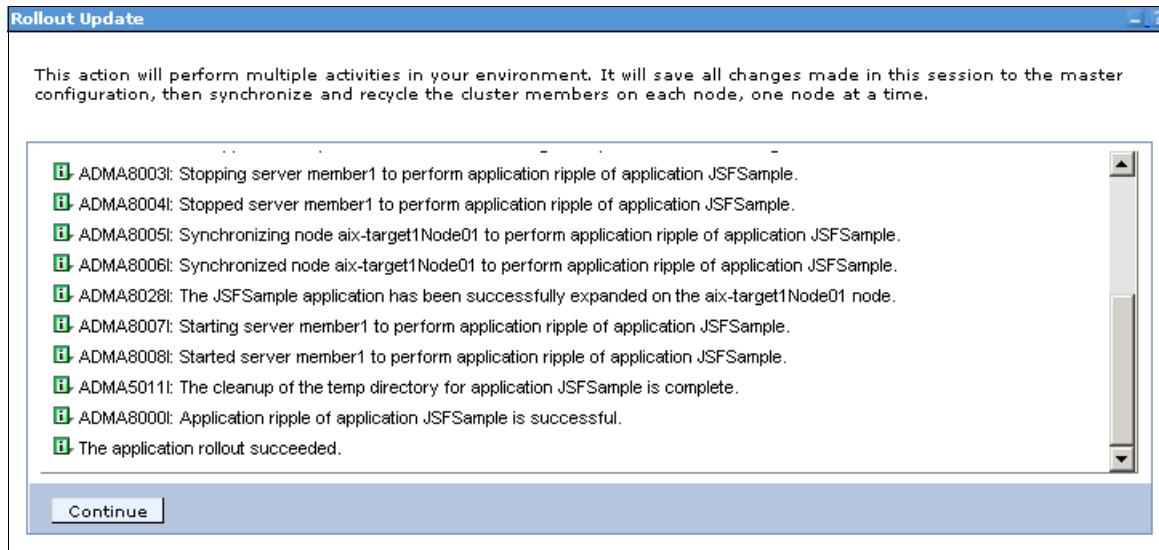 Rollout Update
This action will perform multiple activities in your environment. It will save all changes made in this session to the master
configuration, then synchronize and recycle the cluster members on each node, one node at a time.
ADMA8003I: Stopping server member1 to perform application ripple of application JSFSample.
ADMA8004I: Stopped server member1 to perform application ripple of application JSFSample.
ADMA8005I: Synchronizing node aix-target1Node01 to perform application ripple of application JSFSample.
ADMA8006I: Synchronized node aix-target1Node01 to perform application ripple of application JSFSample.
ADMA8028I: The JSFSample application has been successfully expanded on the aix-target1Node01 node.
ADMA8007I: Starting server member1 to perform application ripple of application JSFSample.
ADMA8008I: Started server member1 to perform application ripple of application JSFSample.
ADMA5011I: The cleanup of the temp directory for application JSFSample is complete.
ADMA8000I: Application ripple of application JSFSample is successful.
The application rollout succeeded.
Continue